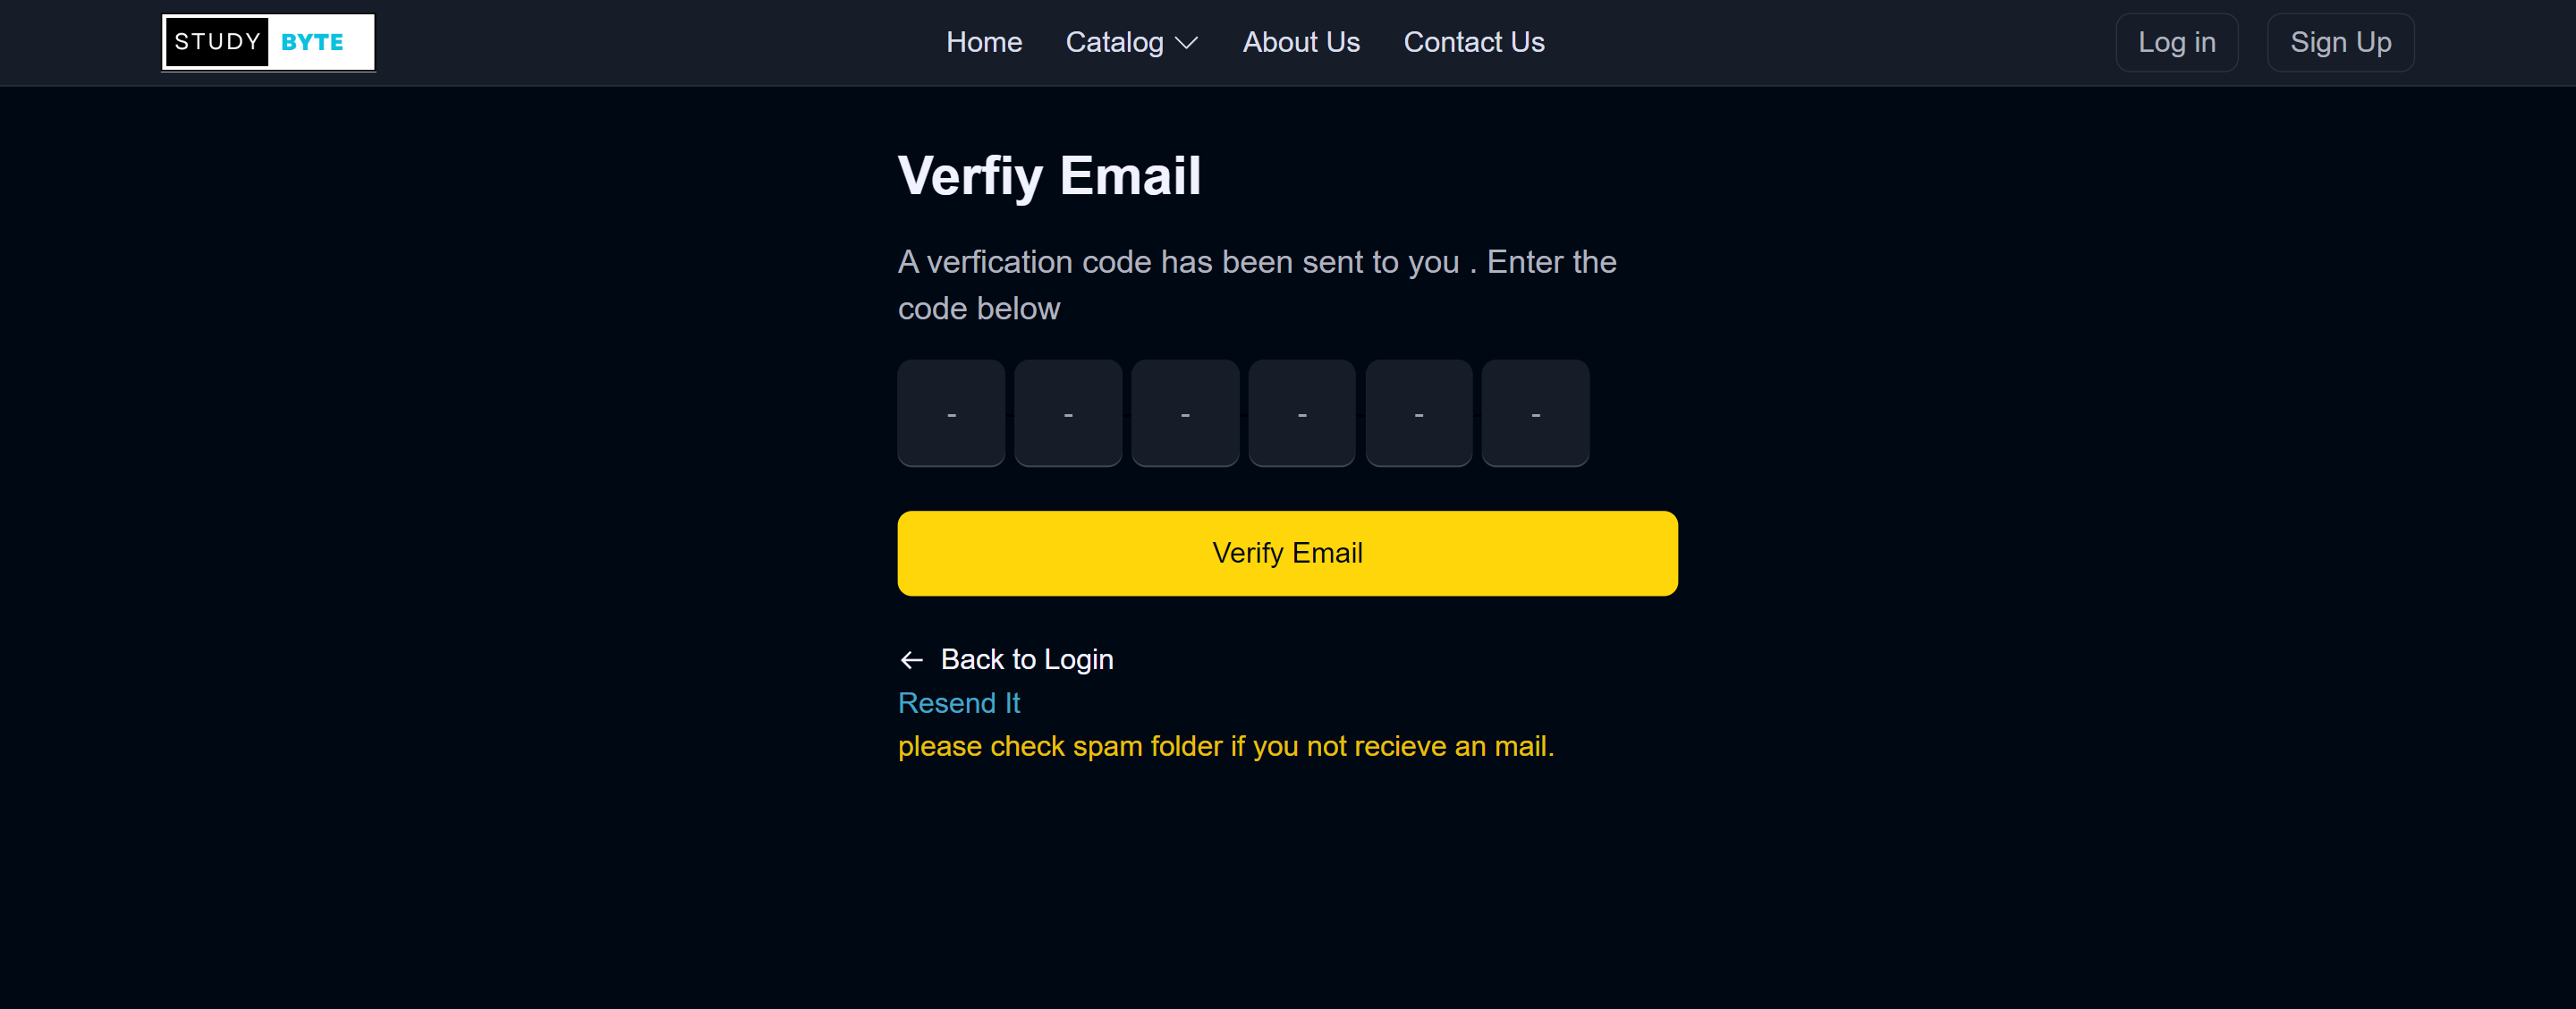 STUDY BYTE
Home Catalog About Us Contact Us
Log in Sign Up
Verfiy Email
A verfication code has been sent to you . Enter the
code below
- - - - - -
Verify Email
Back to Login
Resend It
please check spam folder if you not recieve an mail.